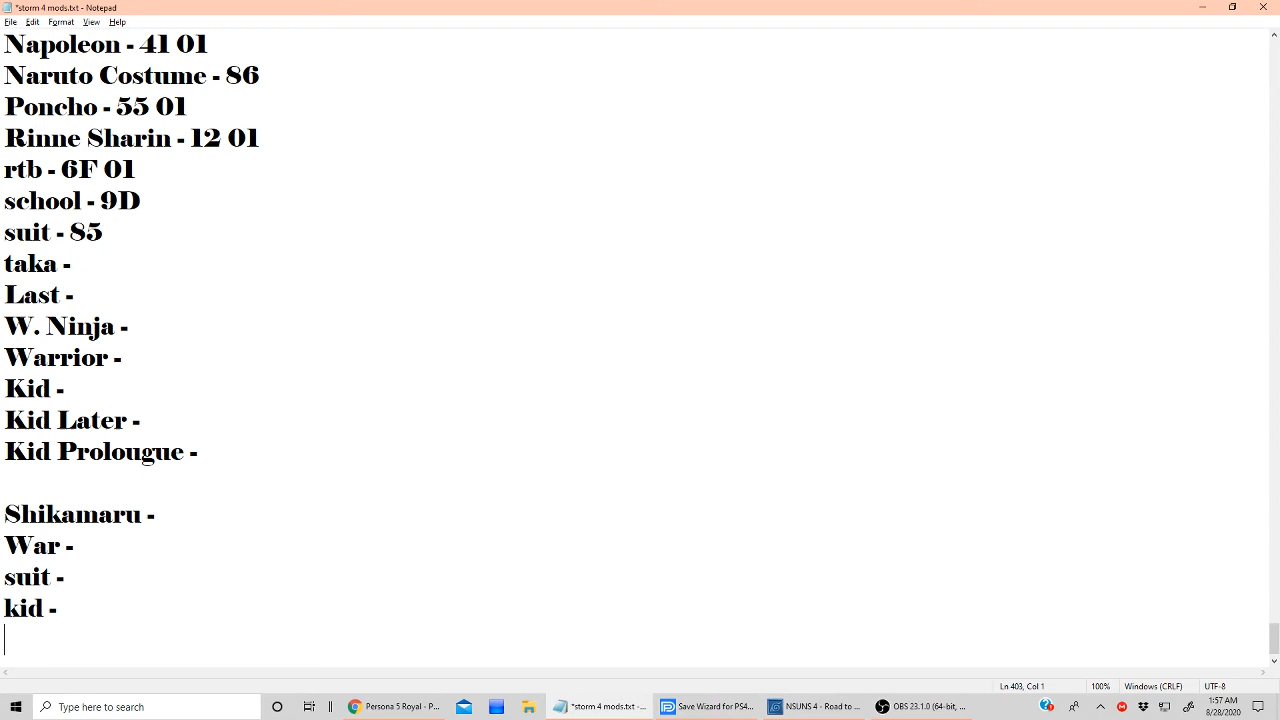 *storm 4 mods.txt - Notepad
File Edit Format View Help
Napoleon - 41 01
Naruto Costume - 86
Poncho - 55 01
Rinne Sharin - 12 01
rtb - 6F 01
school - 9D
suit - 85
taka -
Last -
W. Ninja -
Warrior -
Kid -
Kid Later -
Kid Prolougue -
Shikamaru -
War -
suit -
kid -
Ln 403, Col 1 100% Windows (CRLF) UTF-8
Type here to search Persona 5 Royal - P... *storm 4 mods.txt -... Save Wizard for PS4... NSUNS 4 - Road to ... OBS 23.1.0 (64-bit, ... 1:57 AM
8/28/2020